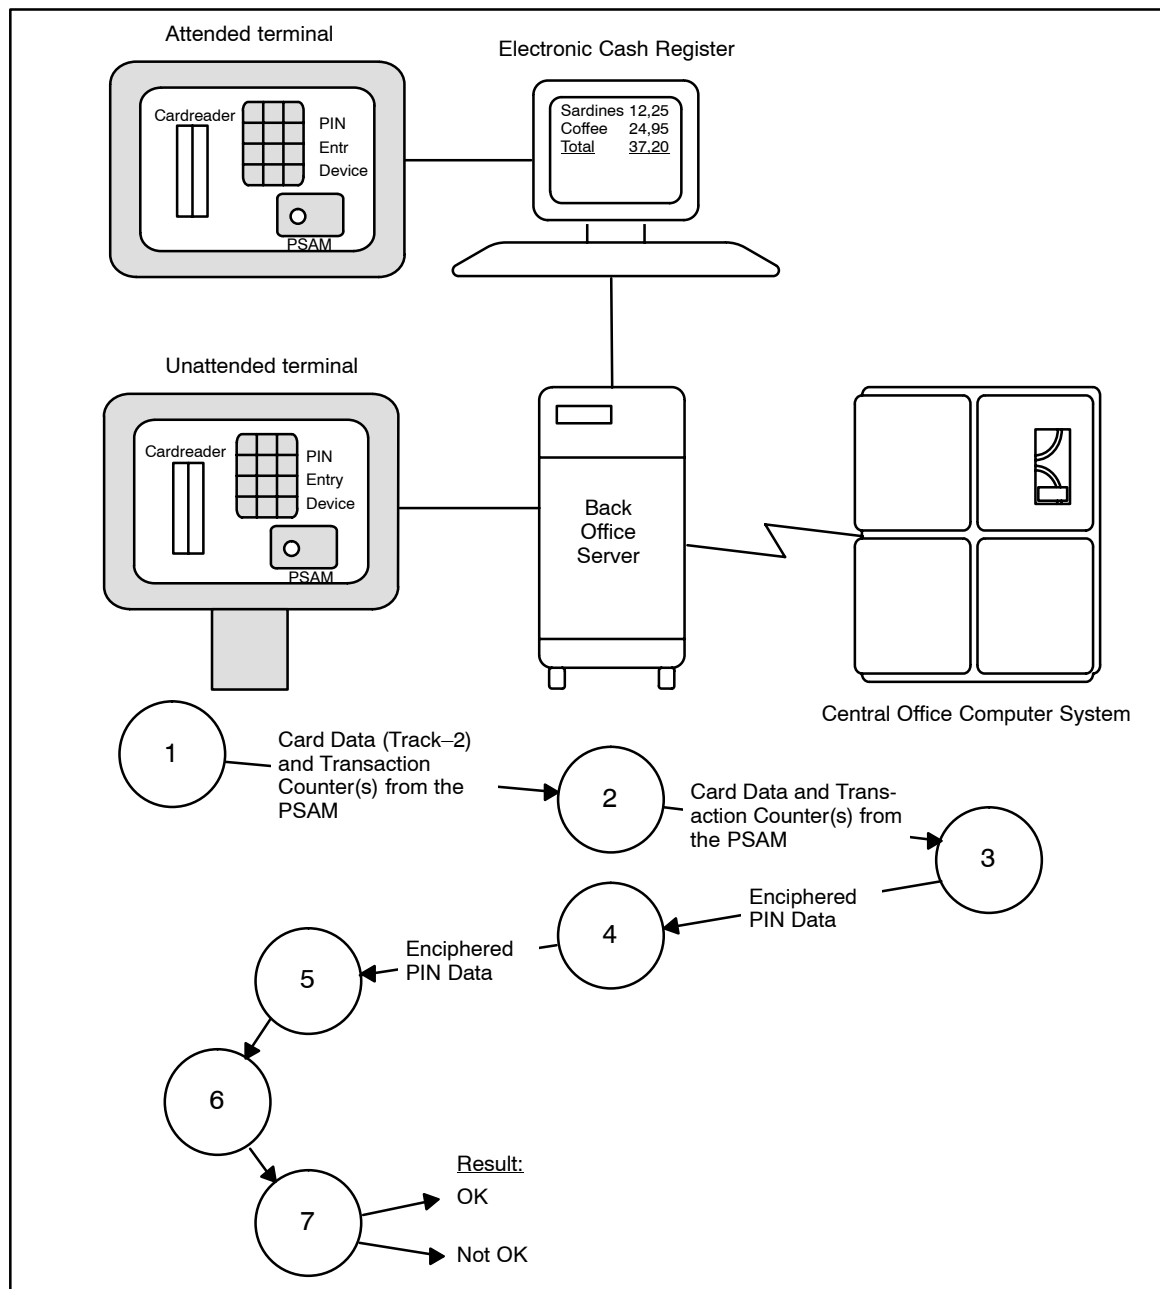 Attended terminal
Electronic Cash Register
Cardreader
PIN
Entr
Device
PSAM
Sardines 12,25
Coffee 24,95
Total 37,20
Unattended terminal
Cardreader
PIN
Entry
Device
PSAM
Back
Office
Server
Central Office Computer System
1
Card Data (Track–2)
and Transaction
Counter(s) from the
PSAM
2
Card Data and Trans-
action Counter(s) from
the PSAM
3
Enciphered
PIN Data
4
Enciphered
PIN Data
5
6
7
Result:
OK
Not OK